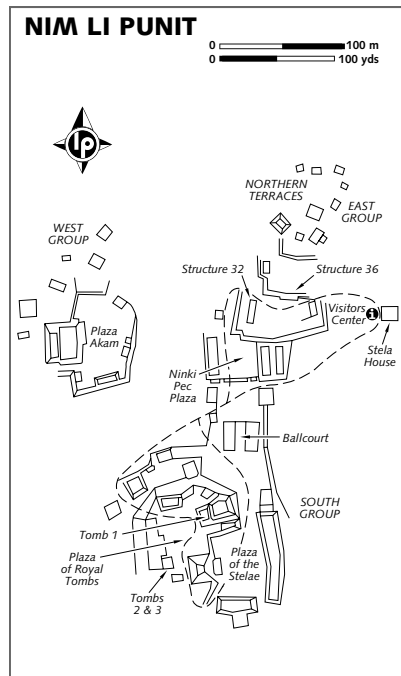 NIM LI PUNIT
0 100 m
0 100 yds
lp
NORTHERN
TERRACES
EAST
GROUP
WEST
GROUP
Structure 32
Structure 36
Visitors
Center
i
Plaza
Akam
Stela
House
Ninki
Pec
Plaza
Ballcourt
SOUTH
GROUP
Tomb 1
Plaza
of Royal
Tombs
Plaza
of the
Stelae
Tombs
2 & 3